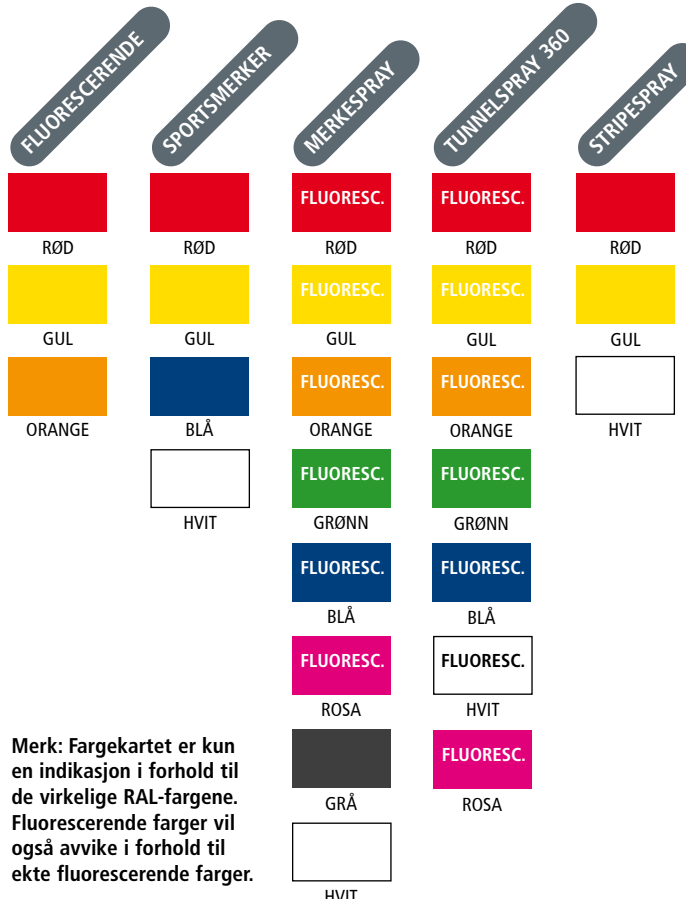 FLUORESCERENDE
SPORTSMERKER
MERKESPRAY
TUNNELSPRAY 360
STRIPESPRAY
FLUORESC. FLUORESC.
RØD RØD RØD RØD RØD
FLUORESC. FLUORESC.
GUL GUL GUL GUL GUL
FLUORESC. FLUORESC.
ORANGE BLÅ ORANGE ORANGE HVIT
FLUORESC. FLUORESC.
HVIT GRØNN GRØNN
FLUORESC. FLUORESC.
BLÅ BLÅ
FLUORESC. FLUORESC.
ROSA HVIT
FLUORESC.
GRÅ ROSA
HVIT
Merk: Fargekartet er kun
en indikasjon i forhold til
de virkelige RAL-fargene.
Fluorescerende farger vil
også avvike i forhold til
ekte fluorescerende farger.